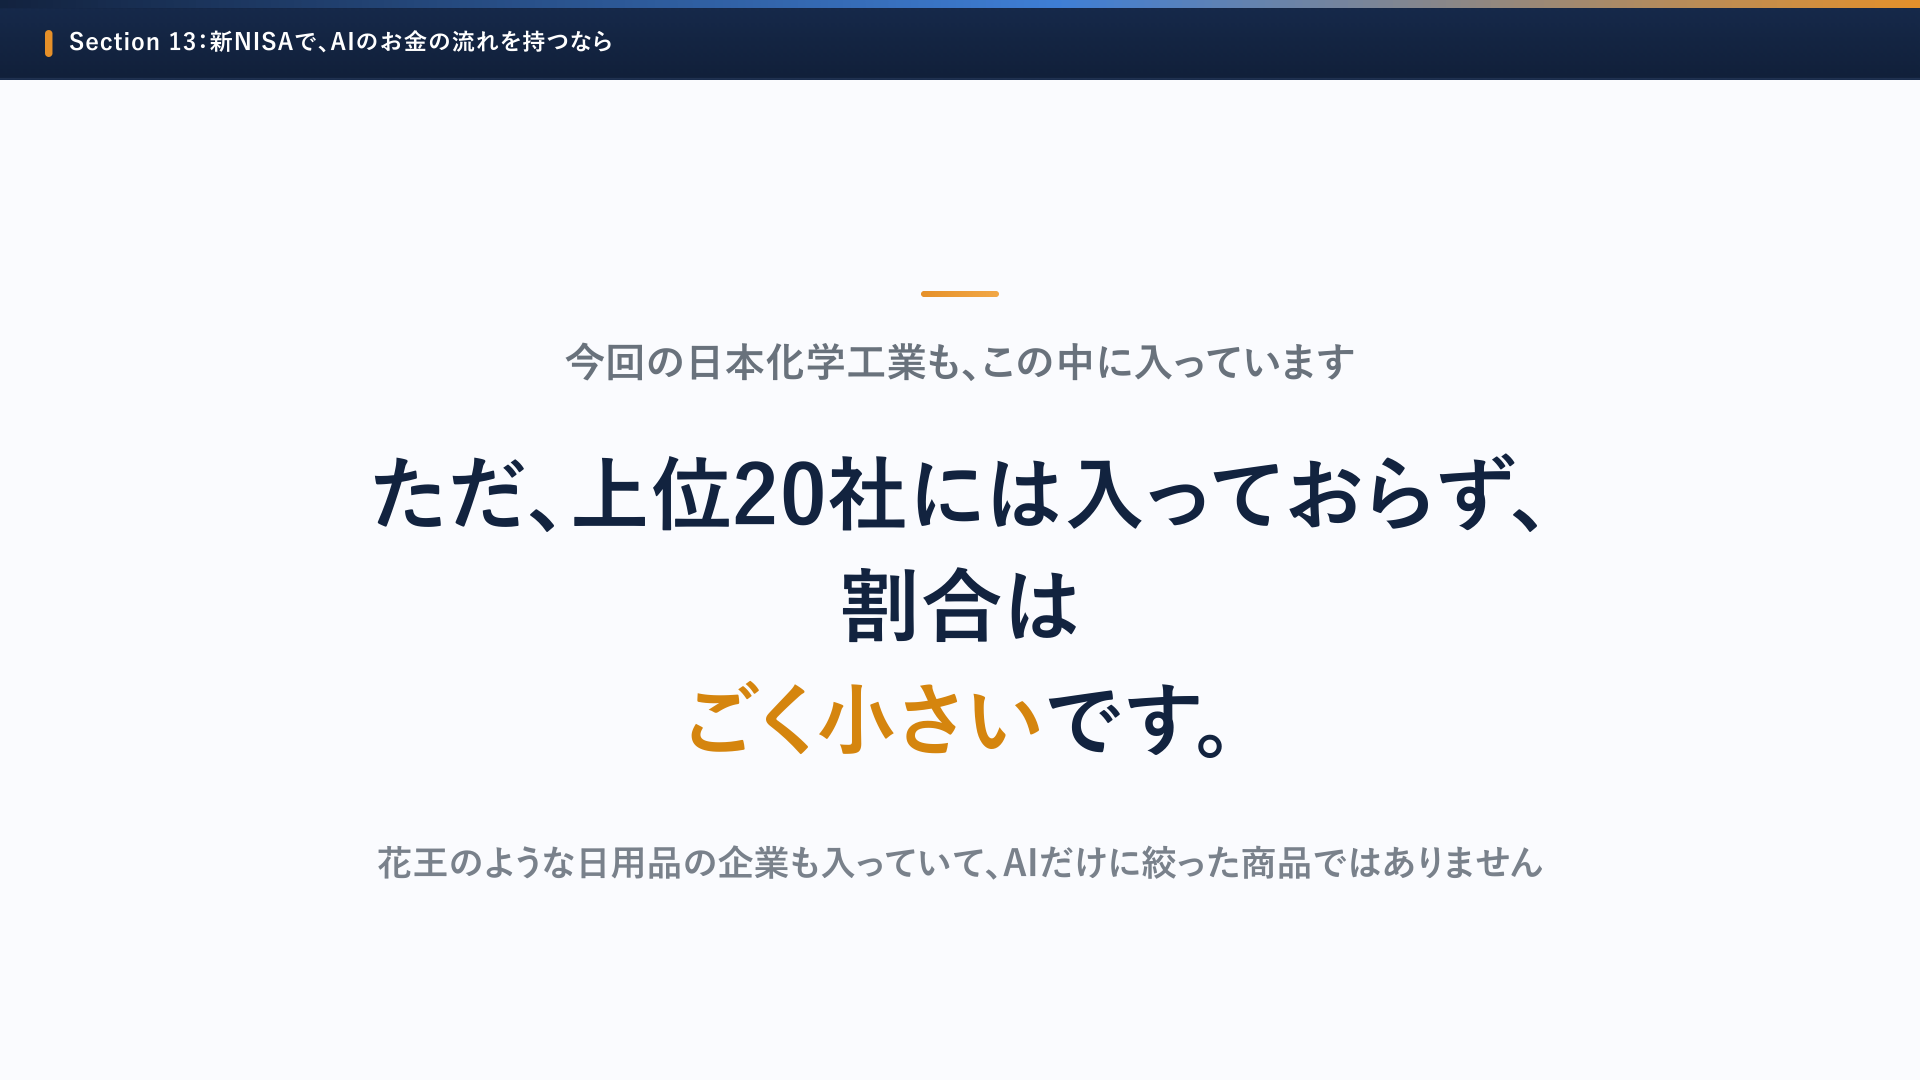 Section 13：新NISAで、AIのお金の流れを持つなら
今回の日本化学工業も、この中に入っています
ただ、上位20社には入っておらず、
割合は
ごく小さいです。
花王のような日用品の企業も入っていて、AIだけに絞った商品ではありません